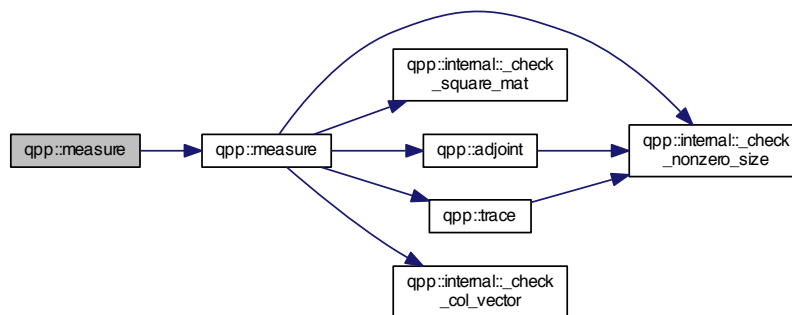 qpp::measure
qpp::measure
qpp::internal::_check
_square_mat
qpp::adjoint
qpp::trace
qpp::internal::_check
_col_vector
qpp::internal::_check
_nonzero_size